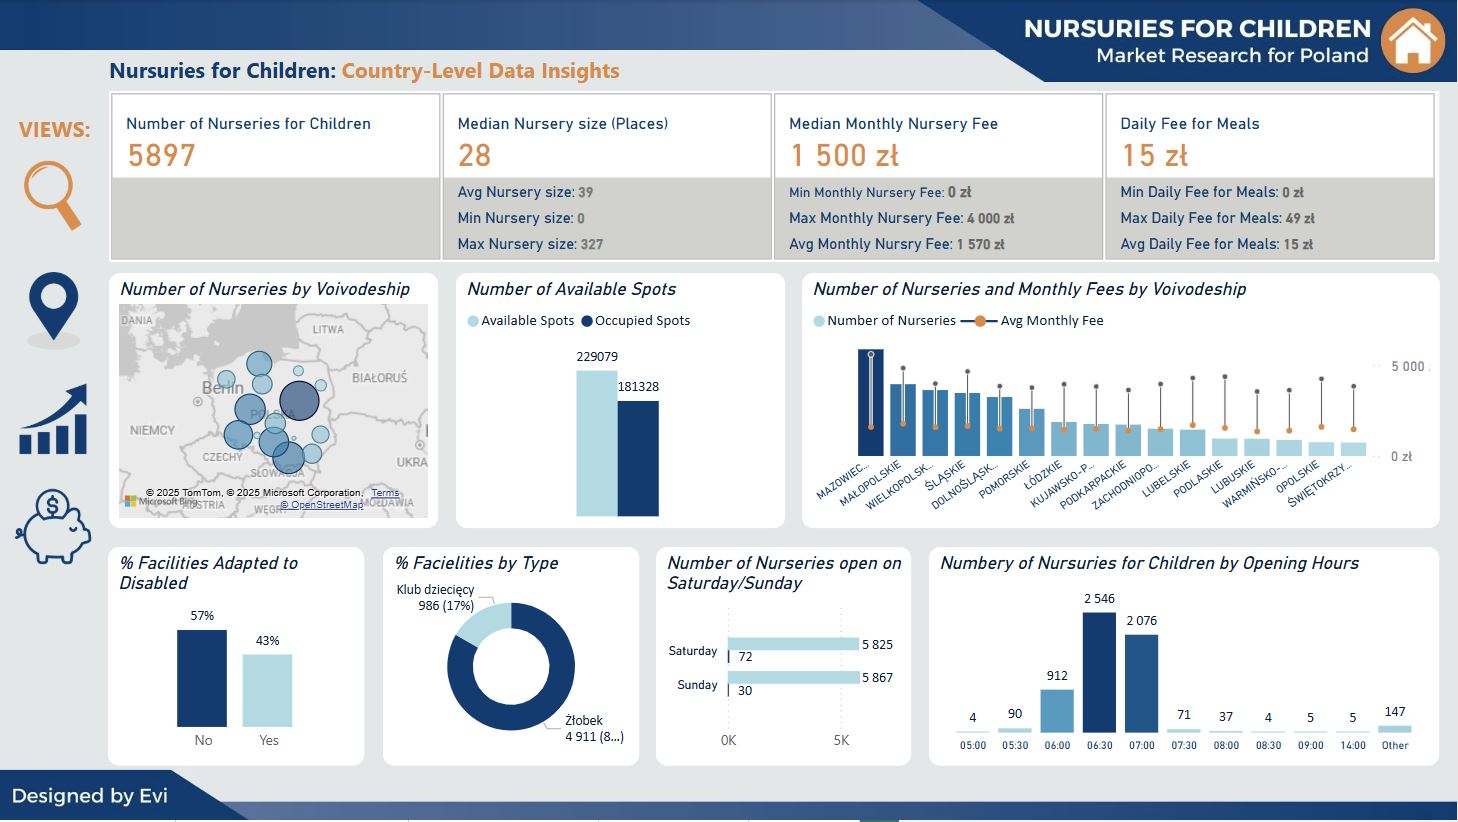 NURSURIES FOR CHILDREN
Market Research for Poland
Nursuries for Children: Country-Level Data Insights
VIEWS:
Number of Nurseries for Children
5897
Median Nursery size (Places)
28
Avg Nursery size: 39
Min Nursery size: 0
Max Nursery size: 327
Median Monthly Nursery Fee
1 500 zł
Min Monthly Nursery Fee: 0 zł
Max Monthly Nursery Fee: 4 000 zł
Avg Monthly Nursry Fee: 1 570 zł
Daily Fee for Meals
15 zł
Min Daily Fee for Meals: 0 zł
Max Daily Fee for Meals: 49 zł
Avg Daily Fee for Meals: 15 zł
Number of Nurseries by Voivodeship
DANIA
LITWA
Berlin
BIAŁORUŚ
POLSKA
NIEMCY
CZECHY
UKRA
SŁOWACJA
© 2025 TomTom, © 2025 Microsoft Corporation, Terms
Microsoft Bing
© OpenStreetMap
AUSTRIA
WĘGRY
MOŁDAWIA
Number of Available Spots
Available Spots
Occupied Spots
229079
181328
Number of Nurseries and Monthly Fees by Voivodeship
Number of Nurseries
Avg Monthly Fee
5 000
0 zł
MAZOWIEC...
MAŁOPOLSKIE
WIELKOPOLSK...
ŚLĄSKIE
DOLNOŚLĄSK...
POMORSKIE
ŁÓDZKIE
KUJAWSKO-P...
PODKARPACKIE
ZACHODNIOPO...
LUBELSKIE
PODLASKIE
LUBUSKIE
WARMIŃSKO-...
OPOLSKIE
ŚWIĘTOKRZY...
% Facilities Adapted to
Disabled
57%
43%
No
Yes
% Facielities by Type
Klub dziecięcy
986 (17%)
Żłobek
4 911 (8...)
Number of Nurseries open on
Saturday/Sunday
Saturday
5 825
72
Sunday
5 867
30
0K
5K
Numbery of Nursuries for Children by Opening Hours
4
90
912
2 546
2 076
71
37
4
5
5
147
05:00
05:30
06:00
06:30
07:00
07:30
08:00
08:30
09:00
14:00
Other
Designed by Evi